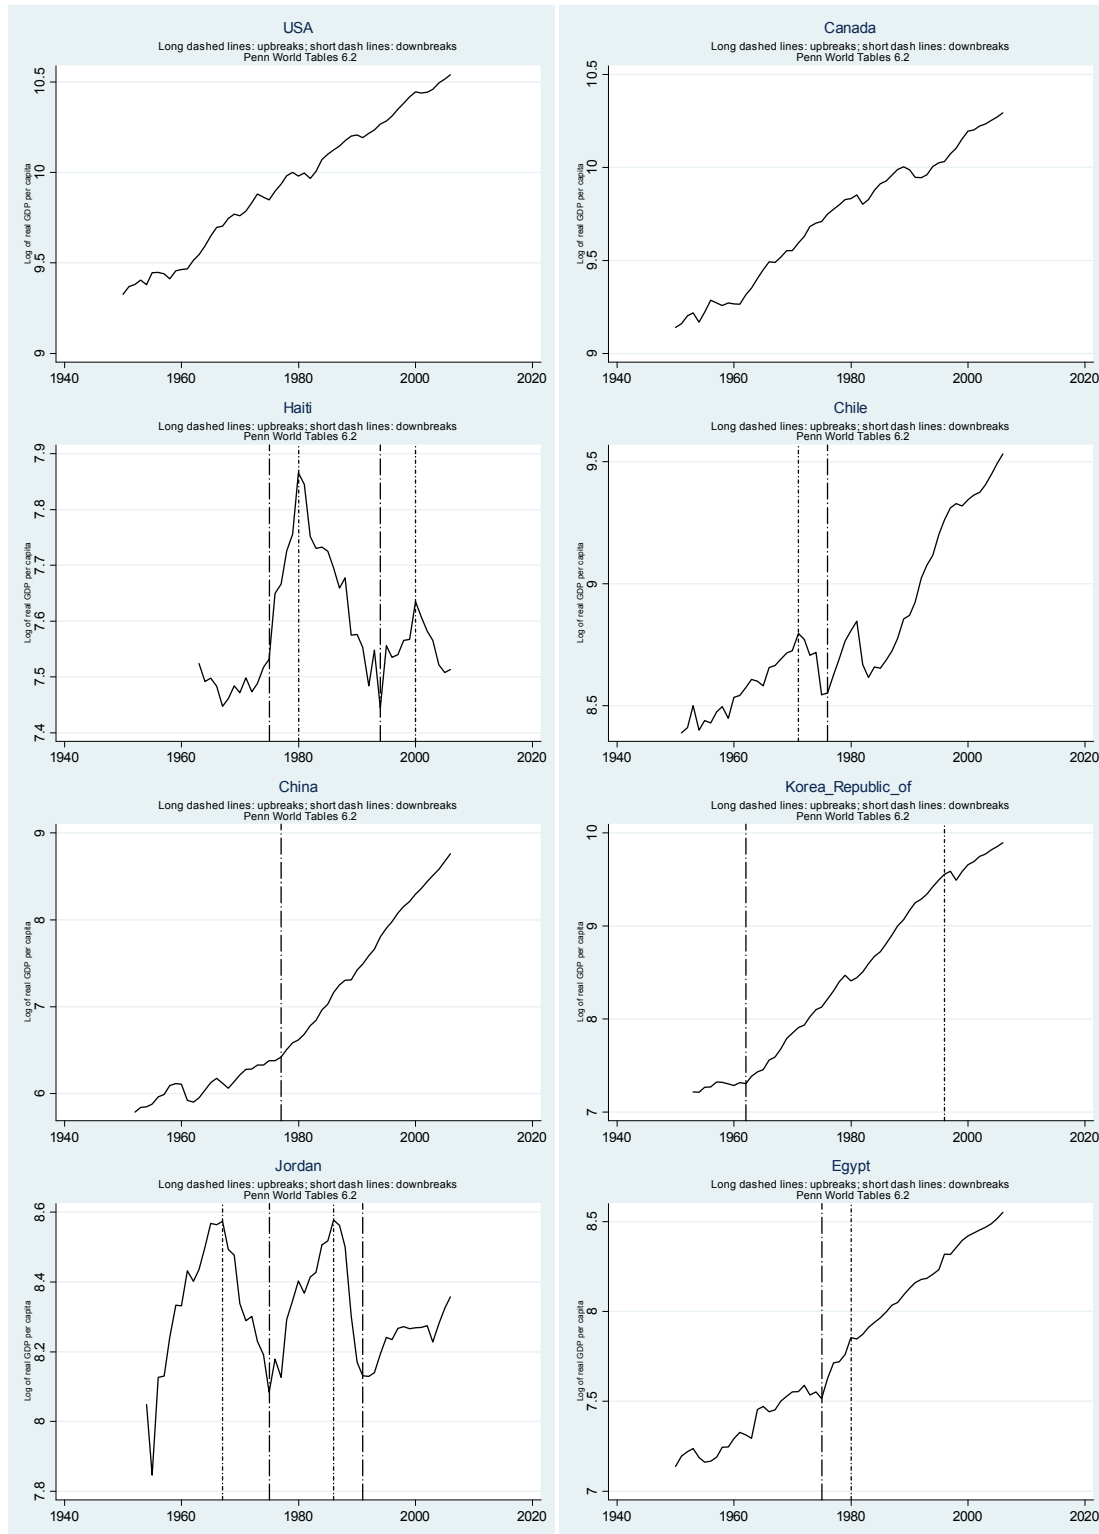 USA
Long dashed lines: upbreaks; short dash lines: downbreaks
Penn World Tables 6.2
Log of real GDP per capita
10.5
10
9.5
9
1940 1960 1980 2000 2020
Canada
Long dashed lines: upbreaks; short dash lines: downbreaks
Penn World Tables 6.2
Log of real GDP per capita
10.5
10
9.5
9
1940 1960 1980 2000 2020
Haiti
Long dashed lines: upbreaks; short dash lines: downbreaks
Penn World Tables 6.2
Log of real GDP per capita
7.9
7.8
7.7
7.6
7.5
7.4
1940 1960 1980 2000 2020
Chile
Long dashed lines: upbreaks; short dash lines: downbreaks
Penn World Tables 6.2
Log of real GDP per capita
9.5
9
8.5
1940 1960 1980 2000 2020
China
Long dashed lines: upbreaks; short dash lines: downbreaks
Penn World Tables 6.2
Log of real GDP per capita
9
8
7
6
1940 1960 1980 2000 2020
Korea_Republic_of
Long dashed lines: upbreaks; short dash lines: downbreaks
Penn World Tables 6.2
Log of real GDP per capita
10
9
8
7
1940 1960 1980 2000 2020
Jordan
Long dashed lines: upbreaks; short dash lines: downbreaks
Penn World Tables 6.2
Log of real GDP per capita
8.6
8.4
8.2
8
7.8
1940 1960 1980 2000 2020
Egypt
Long dashed lines: upbreaks; short dash lines: downbreaks
Penn World Tables 6.2
Log of real GDP per capita
8.5
8
7.5
7
1940 1960 1980 2000 2020